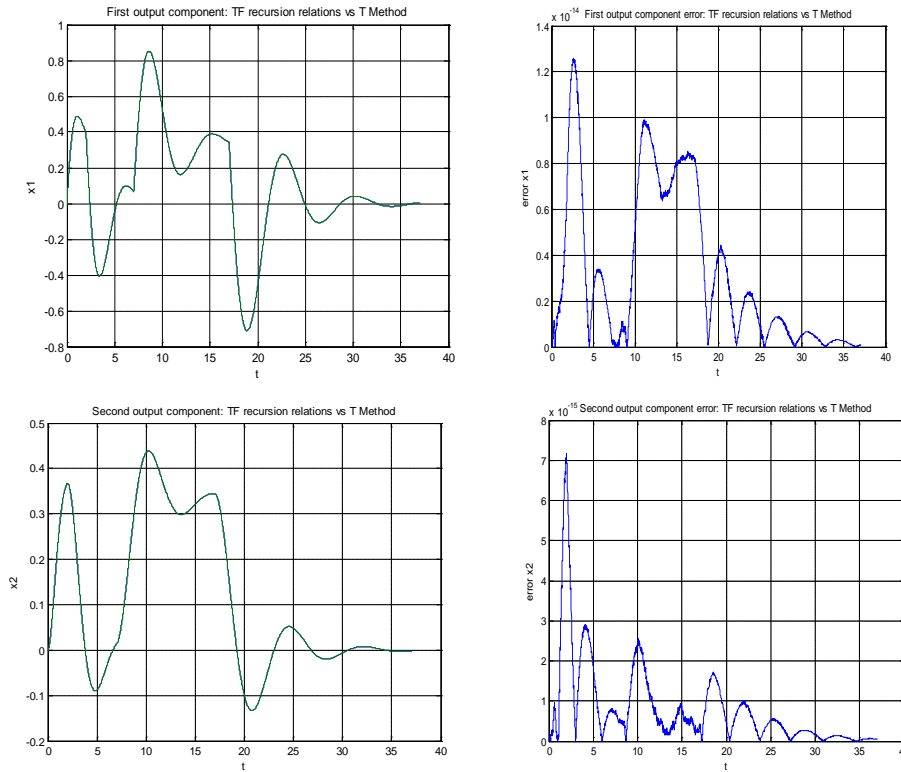 First output component: TF recursion relations vs T Method
1
0.8
0.6
0.4
0.2
0
-0.2
-0.4
-0.6
-0.8
x1
0 5 10 15 20 25 30 35 40
t
x 10^-14
First output component error: TF recursion relations vs T Method
1.4
1.2
1
0.8
0.6
0.4
0.2
0
error x1
0 5 10 15 20 25 30 35 40
t
Second output component: TF recursion relations vs T Method
0.5
0.4
0.3
0.2
0.1
0
-0.1
-0.2
x2
0 5 10 15 20 25 30 35 40
t
x 10^-15
Second output component error: TF recursion relations vs T Method
8
7
6
5
4
3
2
1
0
error x2
0 5 10 15 20 25 30 35 40
t